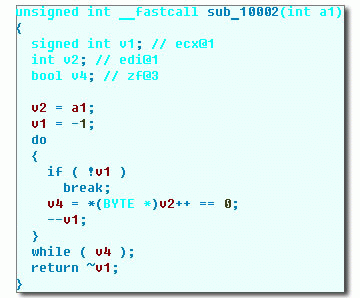 unsigned int __fastcall sub_10002(int a1)
{
signed int v1; // ecx@1
int v2; // edi@1
bool v4; // zf@3
v2 = a1;
v1 = -1;
do
{
if ( !v1 )
break;
v4 = *(BYTE *)v2++ == 0;
--v1;
}
while ( v4 );
return ~v1;
}